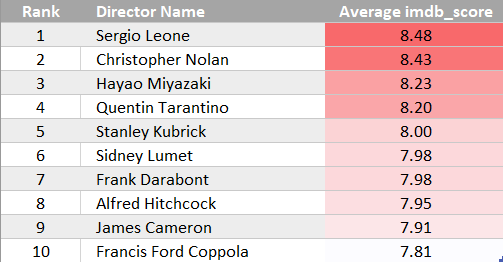 Rank Director Name Average imdb_score
1 Sergio Leone 8.48
2 Christopher Nolan 8.43
3 Hayao Miyazaki 8.23
4 Quentin Tarantino 8.20
5 Stanley Kubrick 8.00
6 Sidney Lumet 7.98
7 Frank Darabont 7.98
8 Alfred Hitchcock 7.95
9 James Cameron 7.91
10 Francis Ford Coppola 7.81